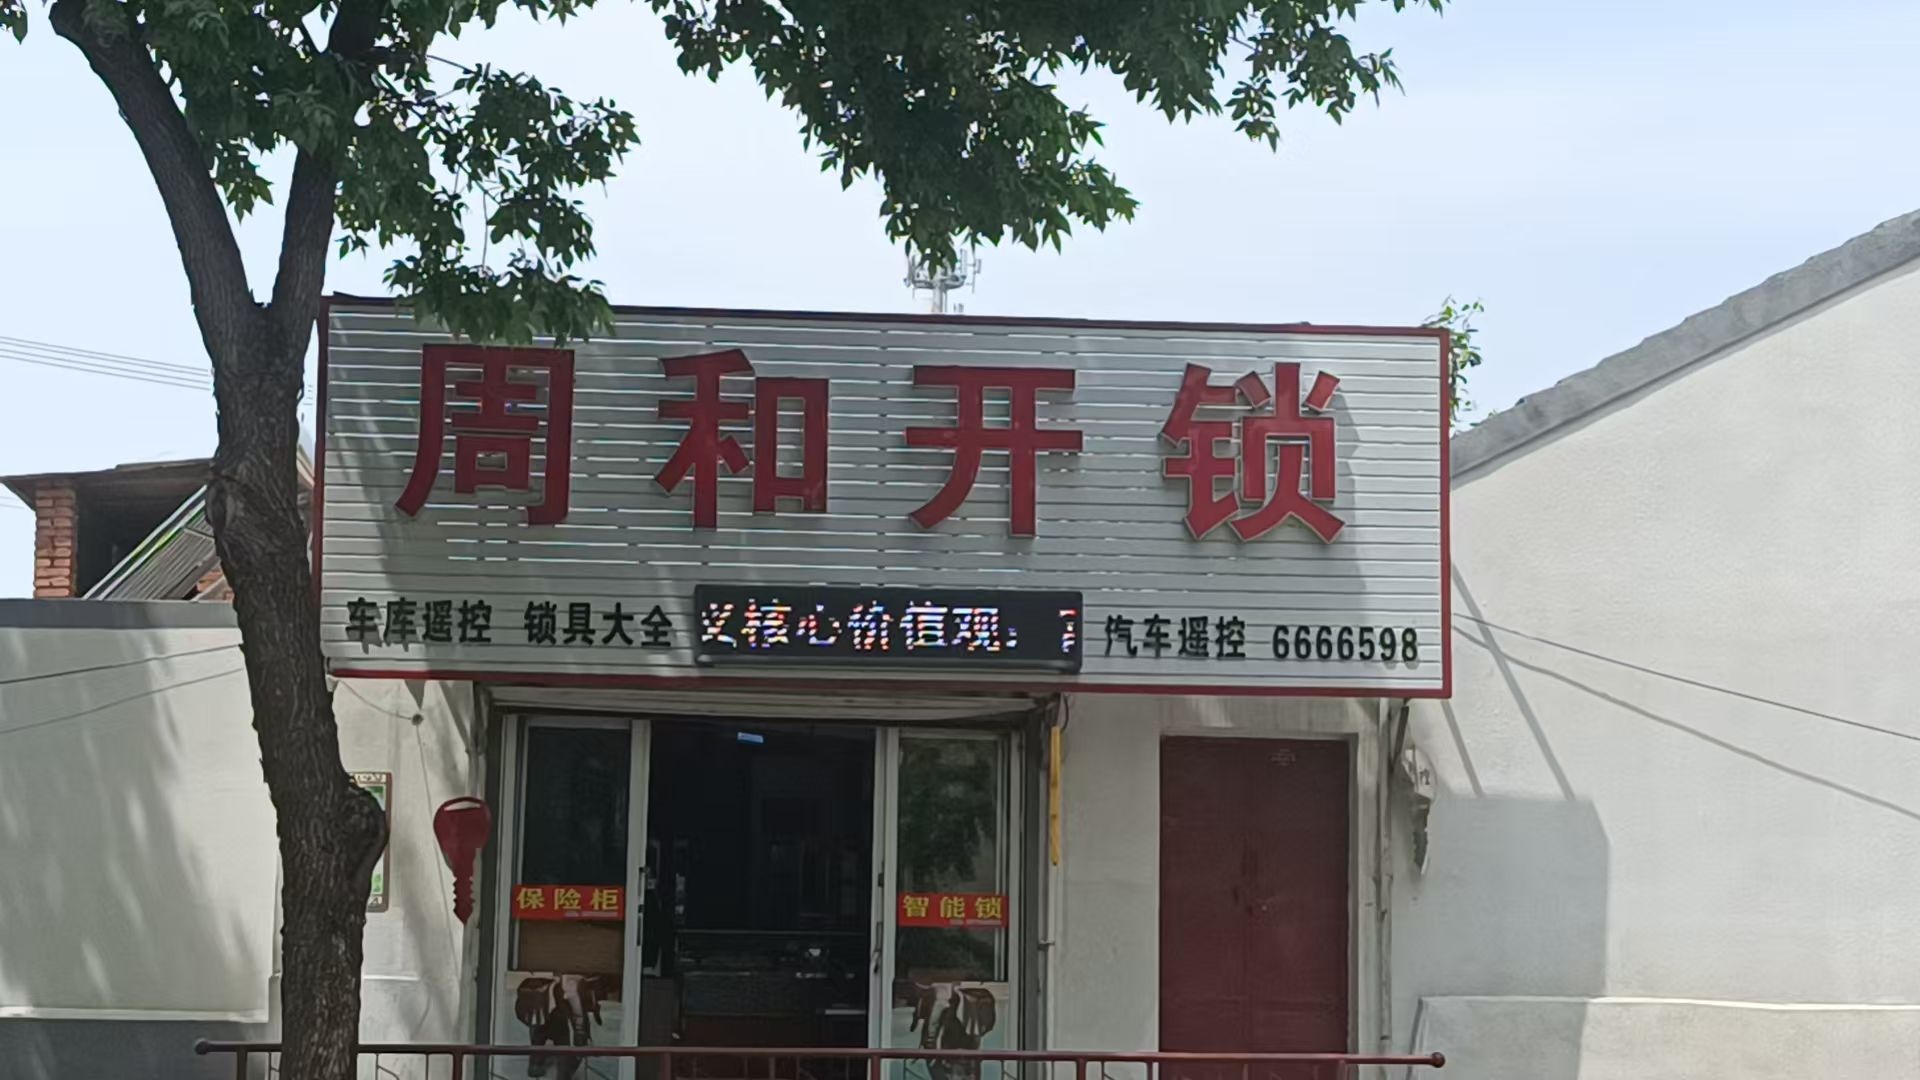 周和开锁
车库遥控 锁具大全 义核心价值观： 汽车遥控 6666598
保险柜
智能锁